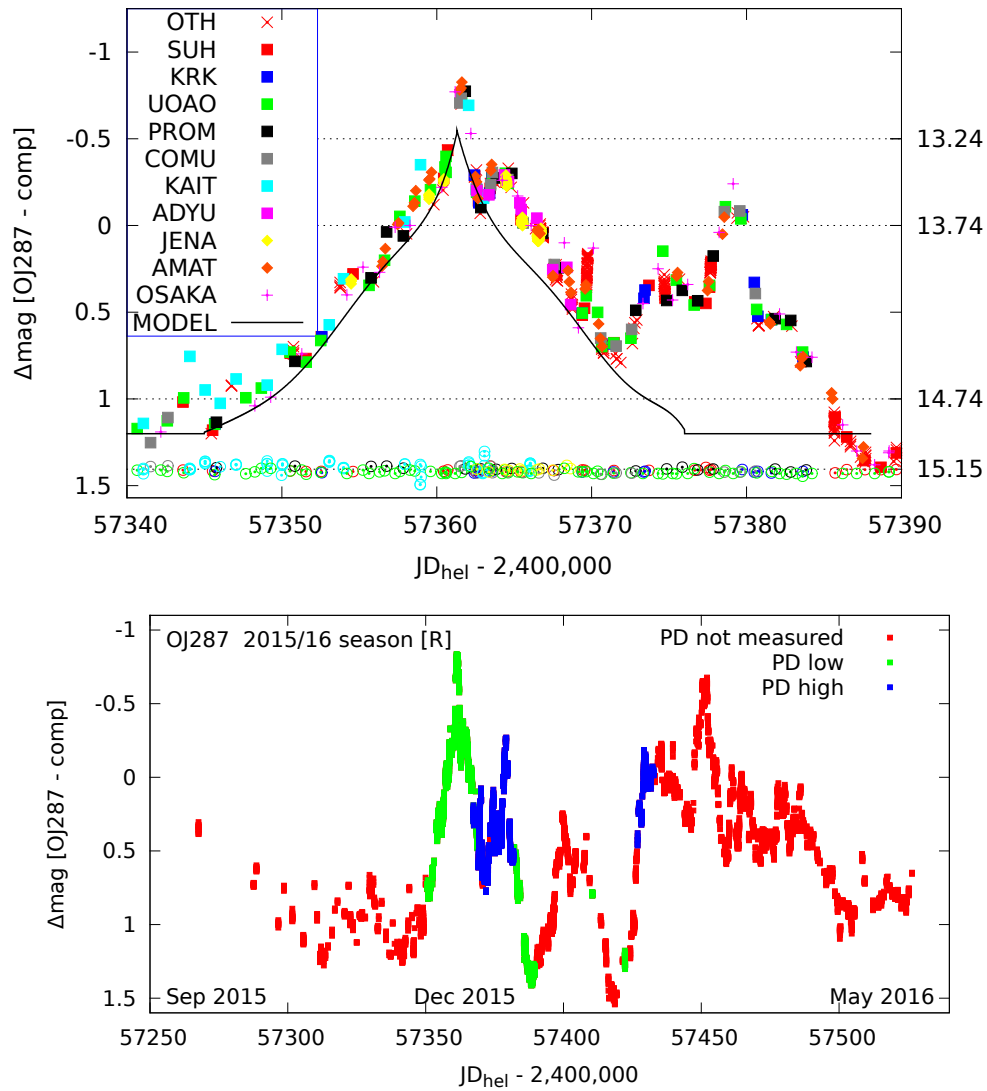 OTH
SUH
KRK
UOAO
PROM
COMU
KAIT
ADYU
JENA
AMAT
OSAKA
MODEL
Δmag [OJ287 - comp]
-1
-0.5
0
0.5
1
1.5
13.24
13.74
14.74
15.15
57340
57350
57360
57370
57380
57390
JD_hel - 2,400,000
OJ287 2015/16 season [R]
PD not measured
PD low
PD high
Δmag [OJ287 - comp]
-1
-0.5
0
0.5
1
1.5
Sep 2015
Dec 2015
May 2016
57250
57300
57350
57400
57450
57500
JD_hel - 2,400,000